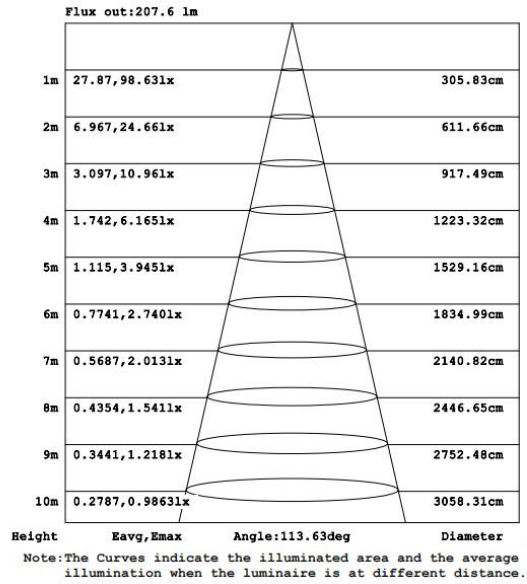 Flux out:207.6 lm
1m 27.87,98.63lx 305.83cm
2m 6.967,24.66lx 611.66cm
3m 3.097,10.96lx 917.49cm
4m 1.742,6.165lx 1223.32cm
5m 1.115,3.945lx 1529.16cm
6m 0.7741,2.740lx 1834.99cm
7m 0.5687,2.013lx 2140.82cm
8m 0.4354,1.541lx 2446.65cm
9m 0.3441,1.218lx 2752.48cm
10m 0.2787,0.9863lx 3058.31cm
Height Eavg,Emax Angle:113.63deg Diameter
Note:The Curves indicate the illuminated area and the average
illumination when the luminaire is at different distance.